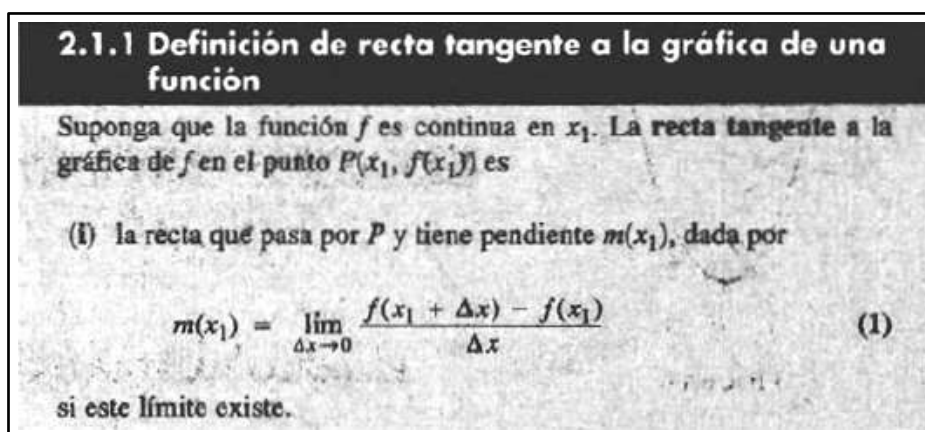 2.1.1 Definición de recta tangente a la gráfica de una
función
Suponga que la función f es continua en x₁. La recta tangente a la
gráfica de f en el punto P(x₁, f(x₁)) es
(i) la recta que pasa por P y tiene pendiente m(x₁), dada por
m(x₁) = lím_{Δx→0} \frac{f(x₁ + Δx) − f(x₁)}{Δx} (1)
si este límite existe.